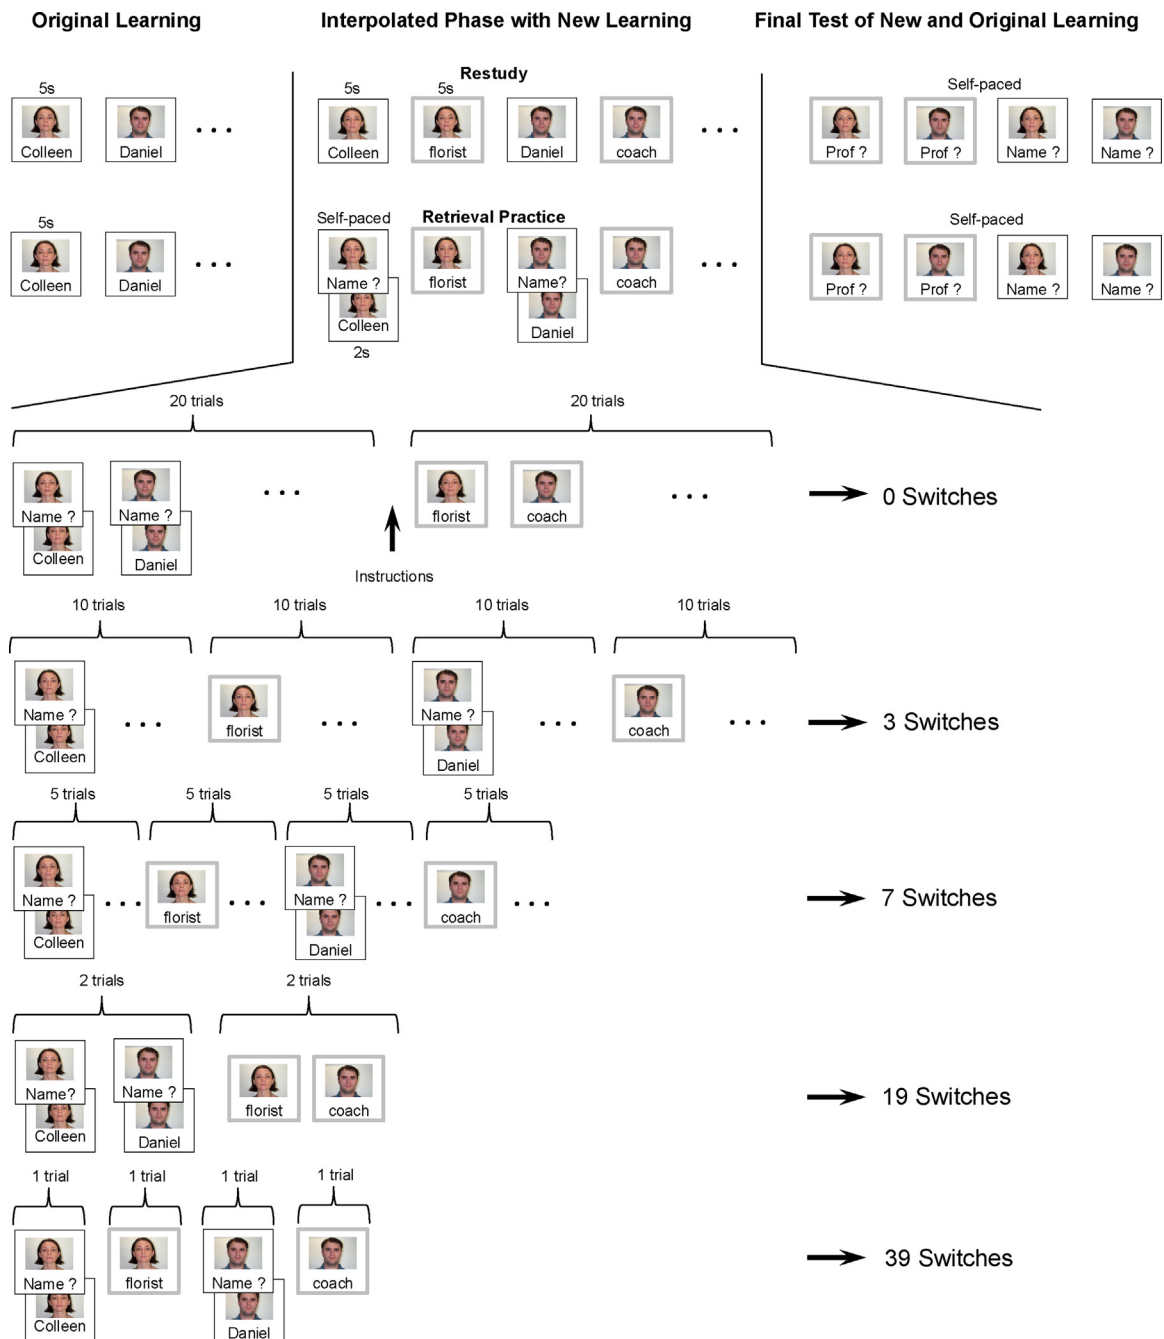 Original Learning
Interpolated Phase with New Learning
Final Test of New and Original Learning
Restudy
5s
5s
5s
Self-paced
Colleen
Daniel
Colleen
florist
Daniel
coach
Prof ?
Prof ?
Name ?
Name ?
5s
Self-paced
Retrieval Practice
Self-paced
Colleen
Daniel
Name ?
florist
Name?
coach
Prof ?
Prof ?
Name ?
Name ?
Colleen
Daniel
2s
20 trials
20 trials
Name ?
Name ?
florist
coach
0 Switches
Colleen
Daniel
Instructions
10 trials
10 trials
10 trials
10 trials
Name ?
florist
Name ?
coach
3 Switches
Colleen
Daniel
5 trials
5 trials
5 trials
5 trials
Name ?
florist
Name ?
coach
7 Switches
Colleen
Daniel
2 trials
2 trials
Name?
Name ?
florist
coach
19 Switches
Colleen
Daniel
1 trial
1 trial
1 trial
1 trial
Name ?
florist
Name ?
coach
39 Switches
Colleen
Daniel